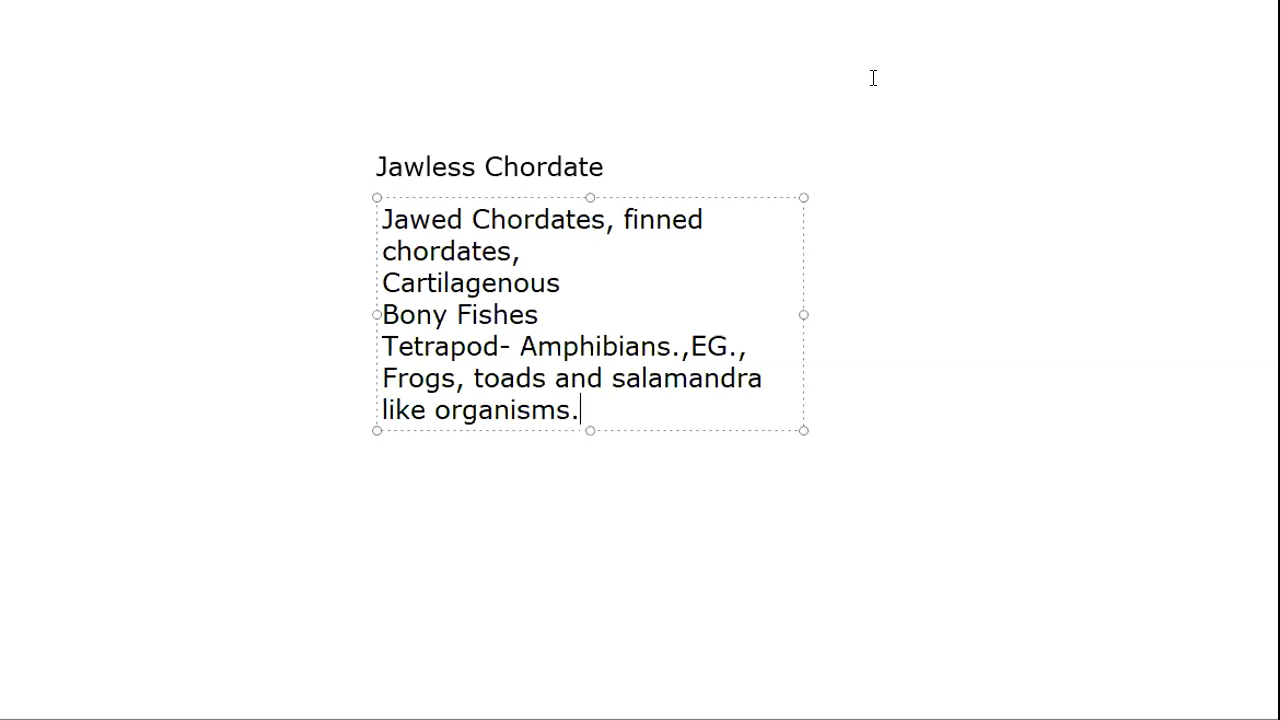 Jawless Chordate
Jawed Chordates, finned
chordates,
Cartilagenous
Bony Fishes
Tetrapod- Amphibians.,EG.,
Frogs, toads and salamandra
like organisms.